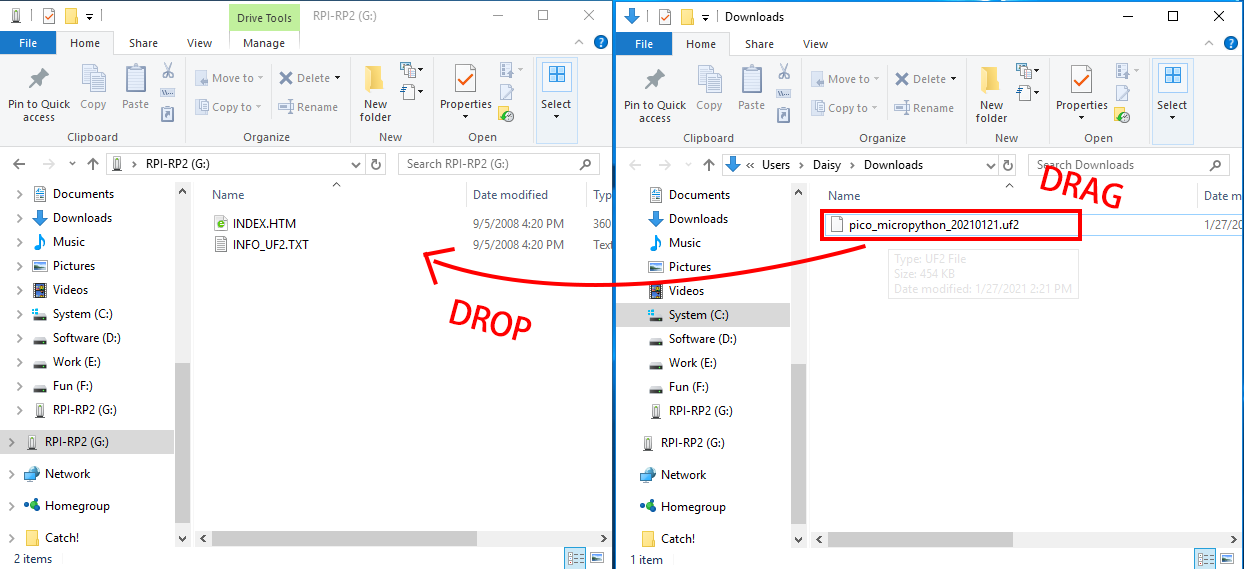 Drive Tools
RPI-RP2 (G:)
File
Home
Share
View
Manage
Pin to Quick access
Copy
Paste
Move to
Copy to
Delete
Rename
New folder
Properties
Open
Select
Clipboard
Organize
New
Open
RPI-RP2 (G:)
Search RPI-RP2 (G:)
Documents
Downloads
Music
Pictures
Videos
System (C:)
Software (D:)
Work (E:)
Fun (F:)
RPI-RP2 (G:)
RPI-RP2 (G:)
Network
Homegroup
Catch!
Name
Date modified
Typ
INDEX.HTM
9/5/2008 4:20 PM
360
INFO_UF2.TXT
9/5/2008 4:20 PM
Text
DROP
2 items
Downloads
File
Home
Share
View
Pin to Quick access
Copy
Paste
Move to
Copy to
Delete
Rename
New folder
Properties
Select
Clipboard
Organize
New
Open
« Users > Daisy > Downloads
Search Downloads
DRAG
Documents
Downloads
Music
Pictures
Videos
System (C:)
Software (D:)
Work (E:)
Fun (F:)
RPI-RP2 (G:)
RPI-RP2 (G:)
Network
Homegroup
Catch!
Name
Date m
pico_micropython_20210121.uf2
1/27/20
Type: UF2 File
Size: 454 KB
Date modified: 1/27/2021 2:21 PM
1 item